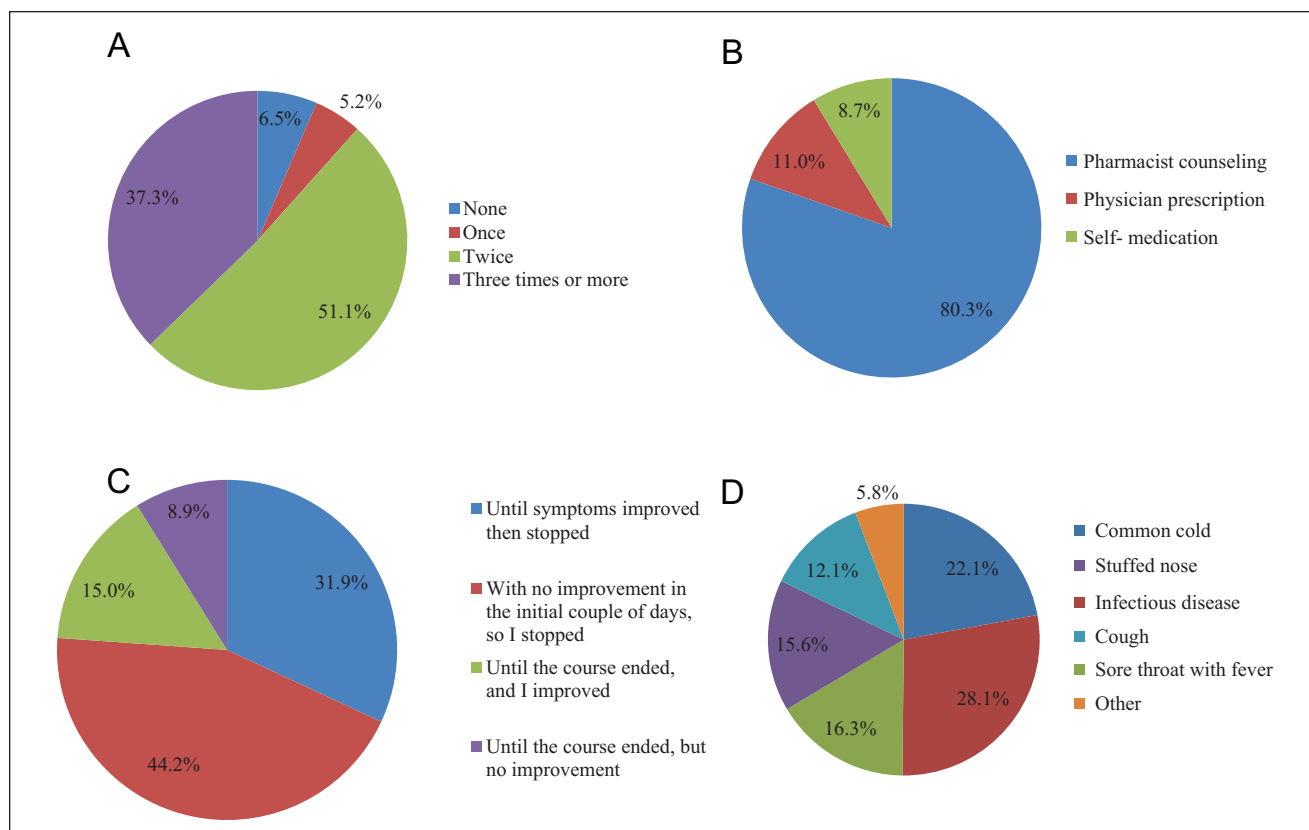 A
6.5%
5.2%
37.3%
51.1%
None
Once
Twice
Three times or more
B
8.7%
11.0%
80.3%
Pharmacist counseling
Physician prescription
Self- medication
C
8.9%
31.9%
15.0%
44.2%
Until symptoms improved
then stopped
With no improvement in
the initial couple of days,
so I stopped
Until the course ended,
and I improved
Until the course ended, but
no improvement
D
5.8%
22.1%
12.1%
15.6%
28.1%
16.3%
Common cold
Stuffed nose
Infectious disease
Cough
Sore throat with fever
Other